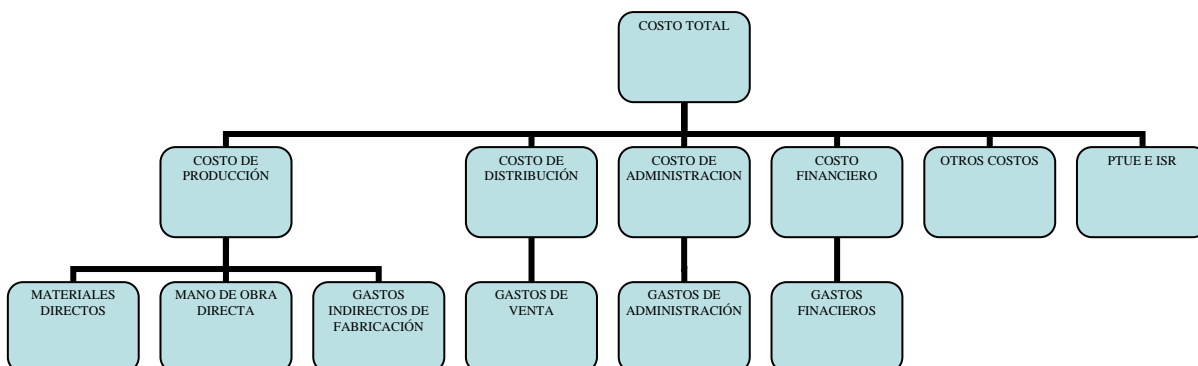 COSTO TOTAL
COSTO DE
PRODUCCIÓN
COSTO DE
DISTRIBUCIÓN
COSTO DE
ADMINISTRACION
COSTO
FINANCIERO
OTROS COSTOS
PTUE E ISR
MATERIALES
DIRECTOS
MANO DE OBRA
DIRECTA
GASTOS
INDIRECTOS DE
FABRICACIÓN
GASTOS DE
VENTA
GASTOS DE
ADMINISTRACIÓN
GASTOS
FINACIEROS